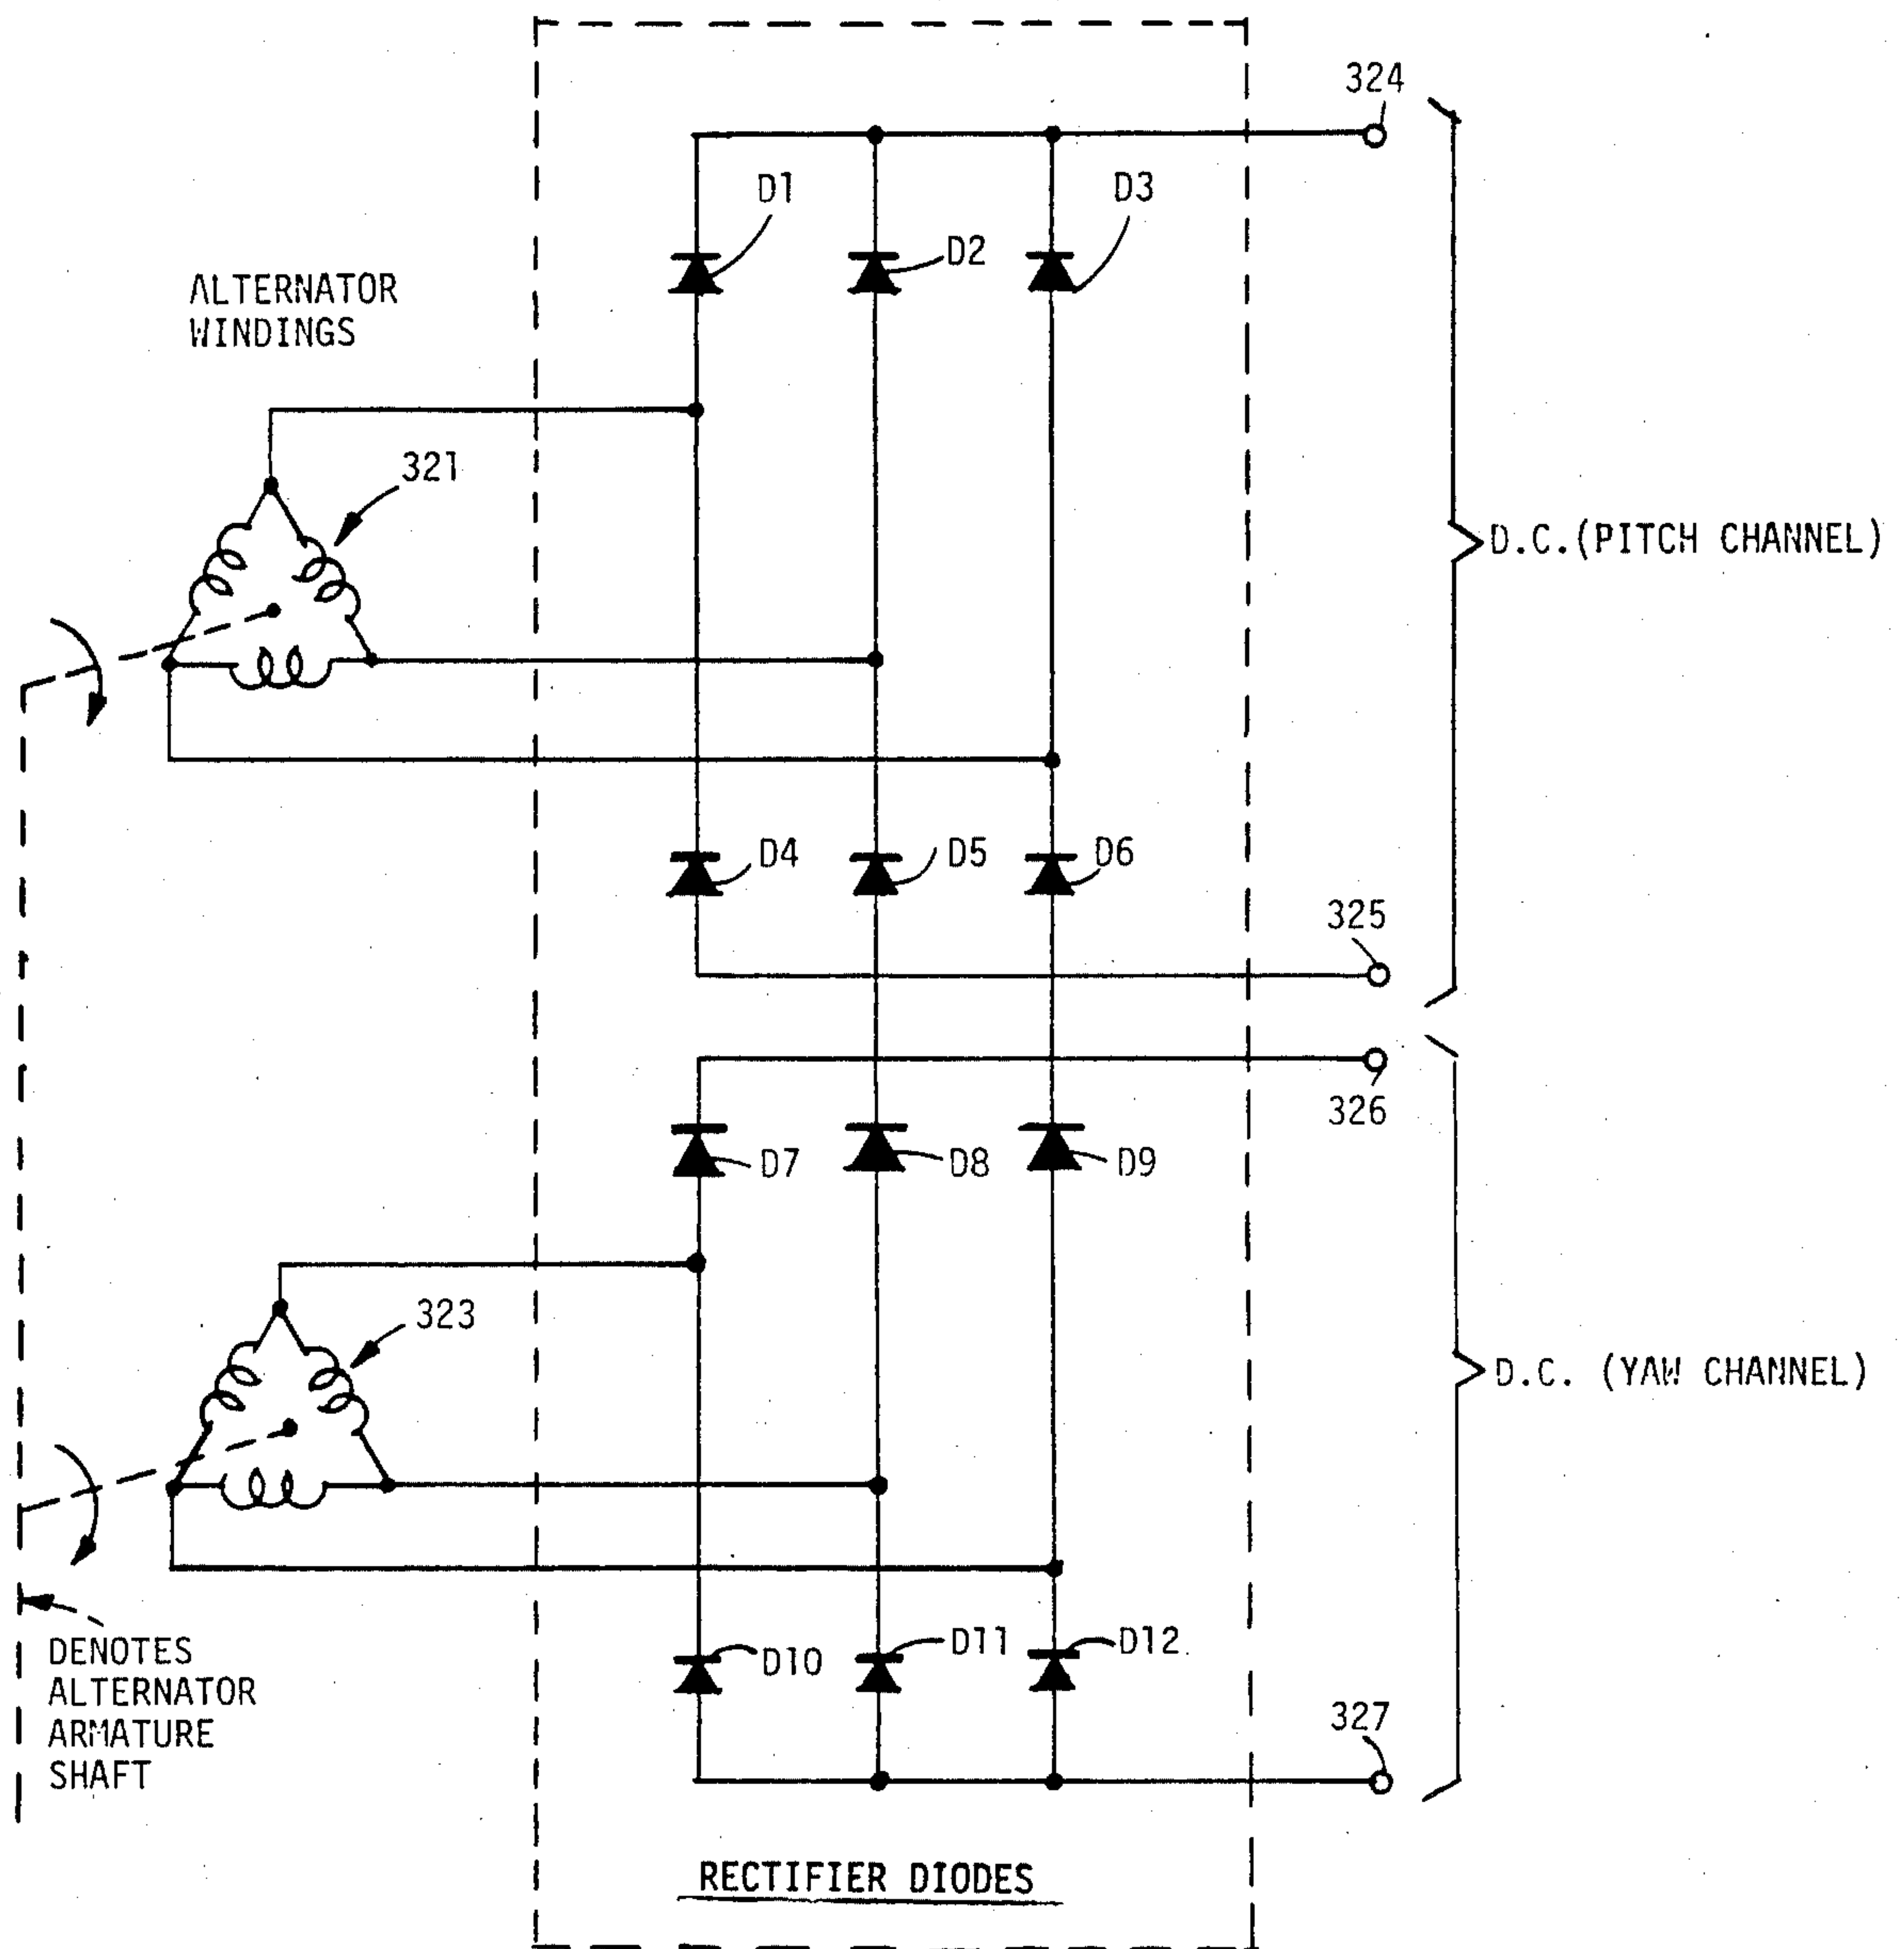 324
D1
D3
D2
ALTERNATOR
WINDINGS
321
D.C.(PITCH CHANNEL)
D4
D5
D6
325
326
D7
D8
D9
323
D.C. (YAW CHANNEL)
DENOTES
ALTERNATOR
ARMATURE
SHAFT
D10
D11
D12
327
RECTIFIER DIODES